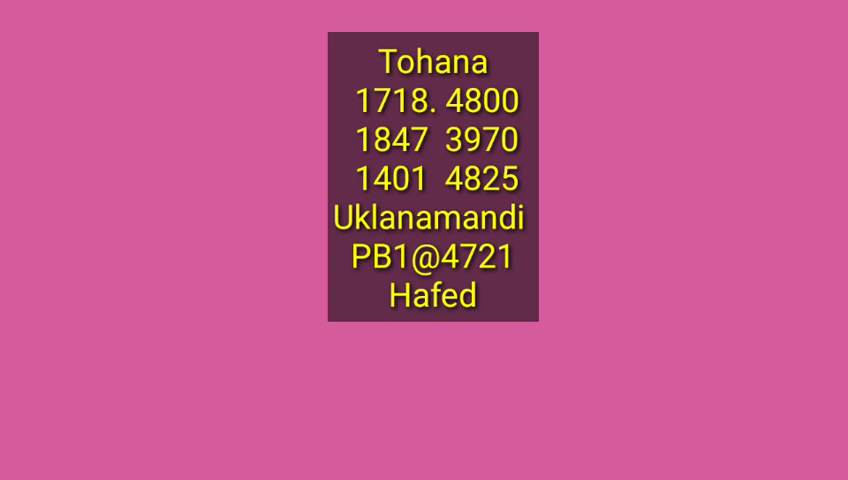 Tohana
1718. 4800
1847 3970
1401 4825
Uklanamandi
PB1@4721
Hafed